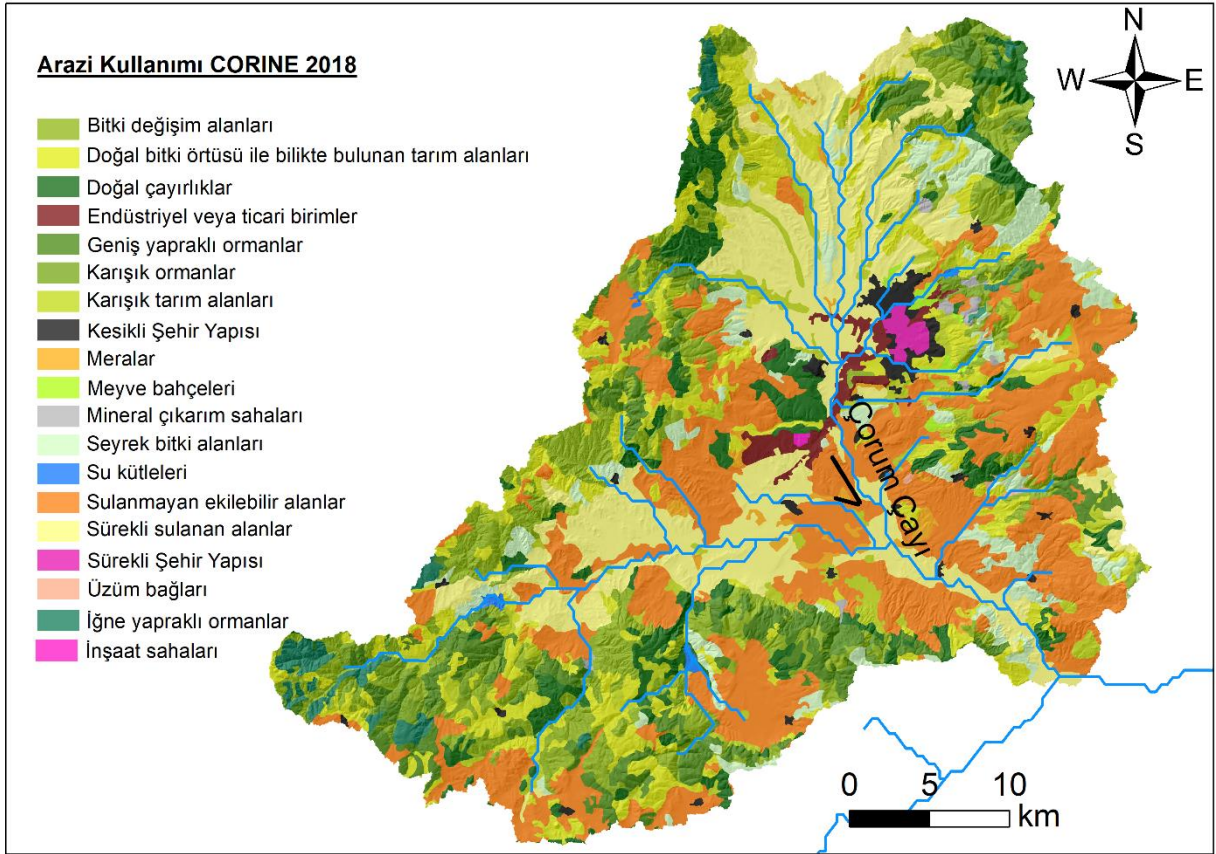 Arazi Kullanımı CORINE 2018
Bitki değişim alanları
Doğal bitki örtüsü ile bilikte bulunan tarım alanları
Doğal çayırlıklar
Endüstriyel veya ticari birimler
Geniş yapraklı ormanlar
Karışık ormanlar
Karışık tarım alanları
Kesikli Şehir Yapısı
Meralar
Meyve bahçeleri
Mineral çıkarım sahaları
Seyrek bitki alanları
Su kütleleri
Sulanmayan ekilebilir alanlar
Sürekli sulanan alanlar
Sürekli Şehir Yapısı
Üzüm bağları
İğne yapraklı ormanlar
İnşaat sahaları
N
W E
S
Çorum Çayı
0 5 10
km